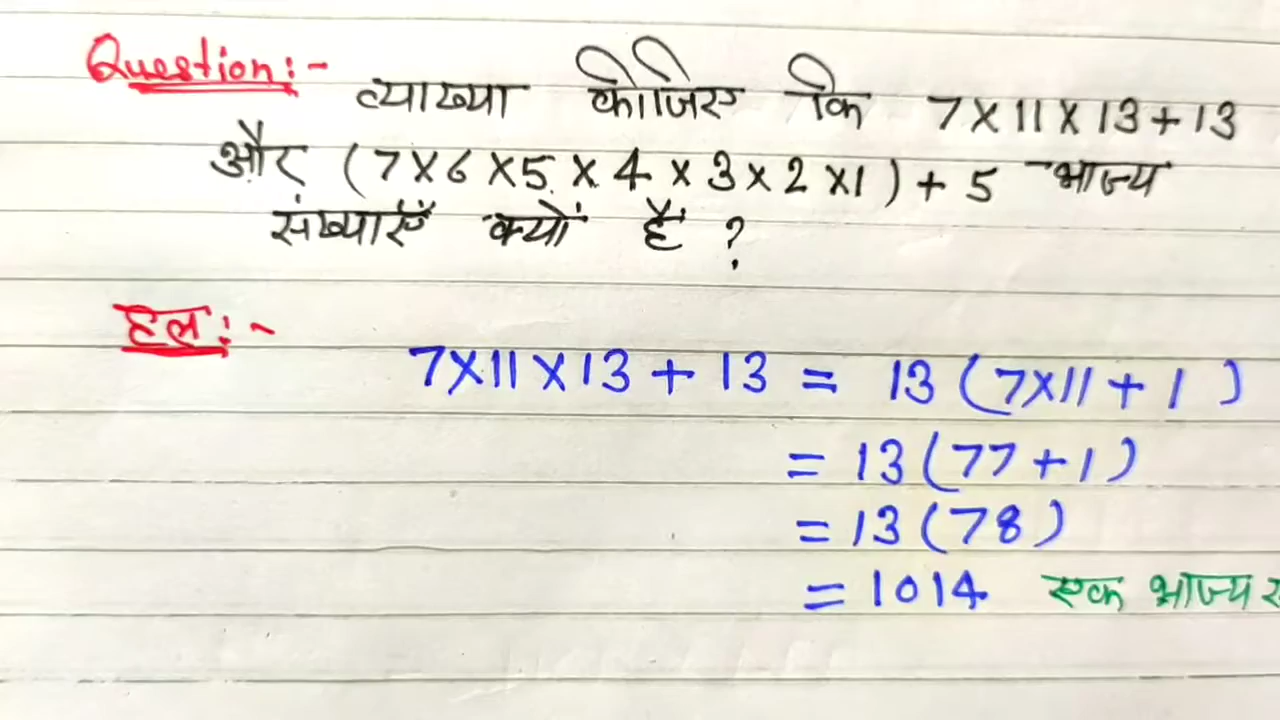 Question:- व्याख्या कीजिए कि 7×11×13+13
और (7×6×5×4×3×2×1)+5 भाज्य
संख्याएँ क्यों हैं ?
हल:-
7×11×13+13 = 13(7×11+1)
= 13(77+1)
= 13(78)
= 1014 एक भाज्य